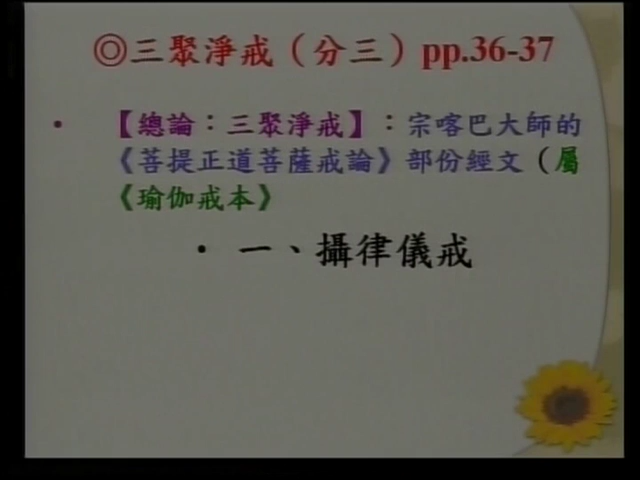 ◎三聚淨戒（分三）pp.36-37
• 【總論：三聚淨戒】：宗喀巴大師的
《菩提正道菩薩戒論》部份經文（屬
《瑜伽戒本》
• 一、攝律儀戒